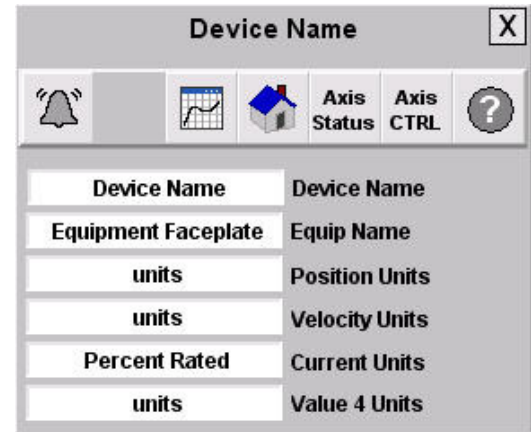 Device Name X
Axis Status Axis CTRL ?
Device Name Device Name
Equipment Faceplate Equip Name
units Position Units
units Velocity Units
Percent Rated Current Units
units Value 4 Units